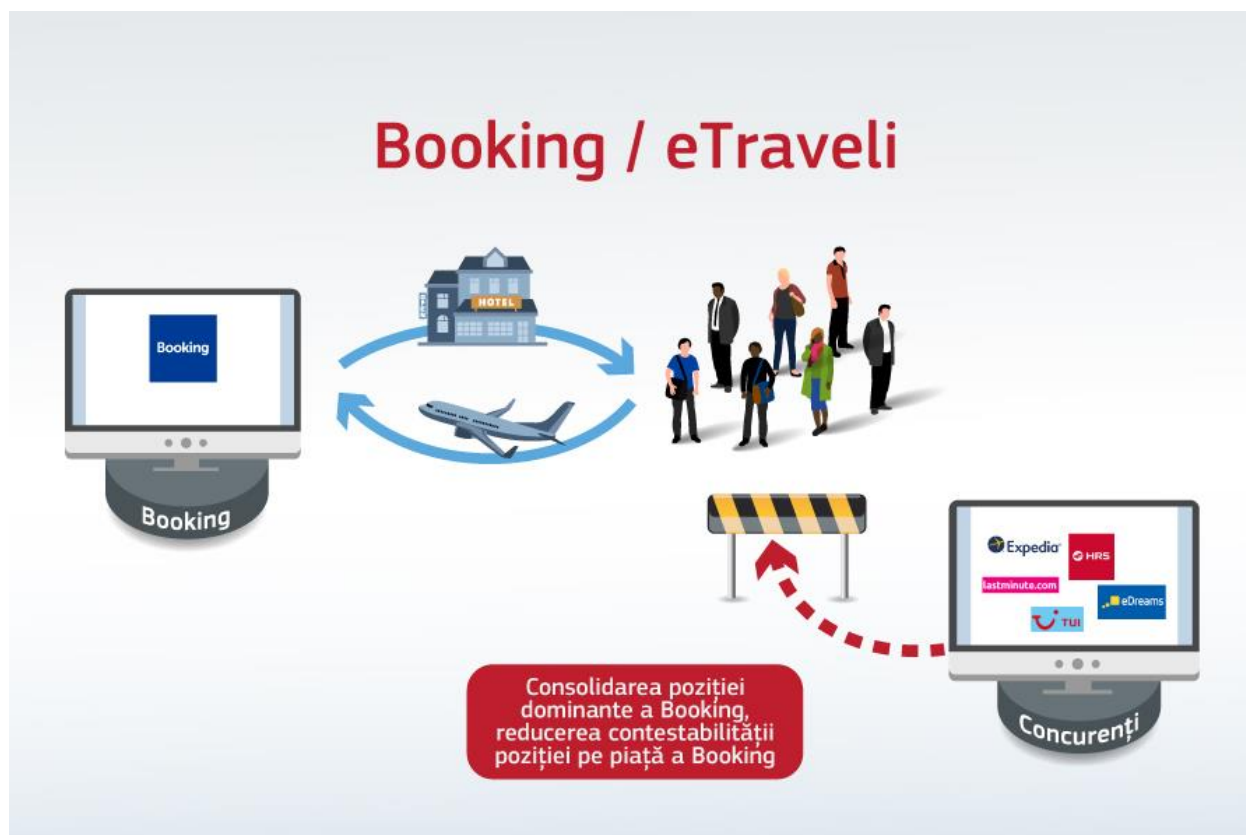 Booking / eTraveli
HOTEL
Booking
Booking
Expedia
HRS
lastminute.com
eDreams
TUI
Consolidarea poziției
dominante a Booking,
reducerea contestabilității
poziției pe piață a Booking
Concurenți